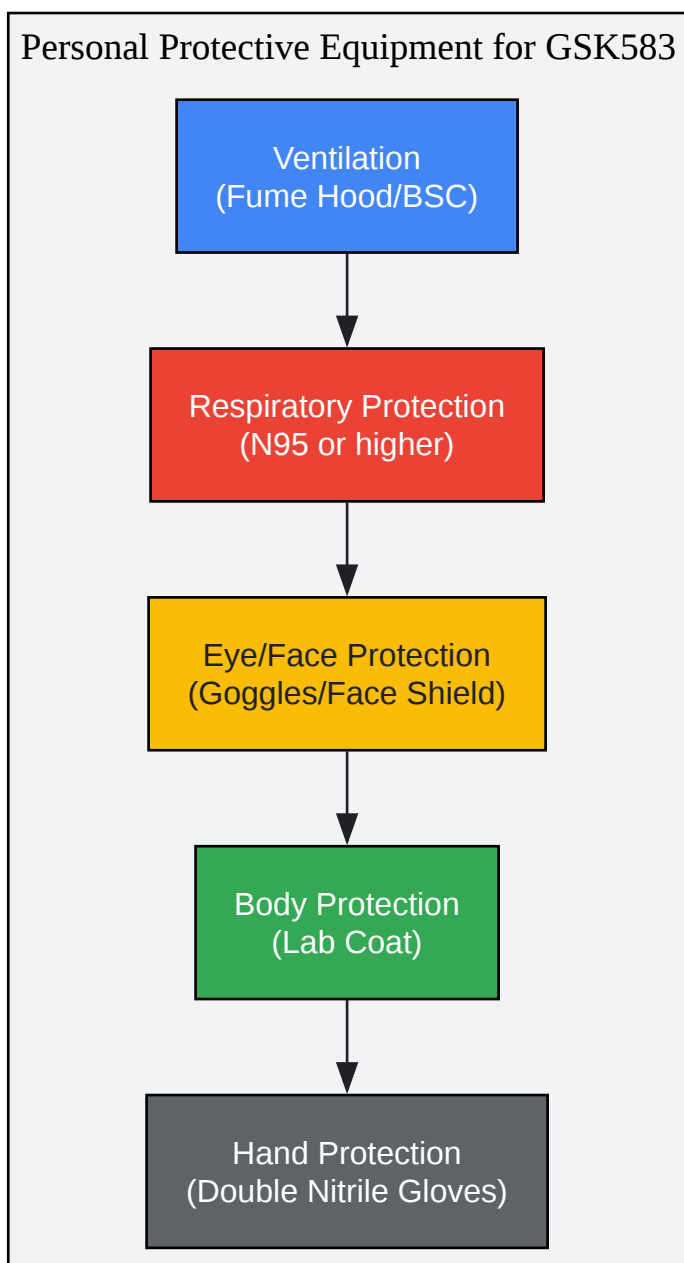 Personal Protective Equipment for GSK583
Ventilation
(Fume Hood/BSC)
Respiratory Protection
(N95 or higher)
Eye/Face Protection
(Goggles/Face Shield)
Body Protection
(Lab Coat)
Hand Protection
(Double Nitrile Gloves)